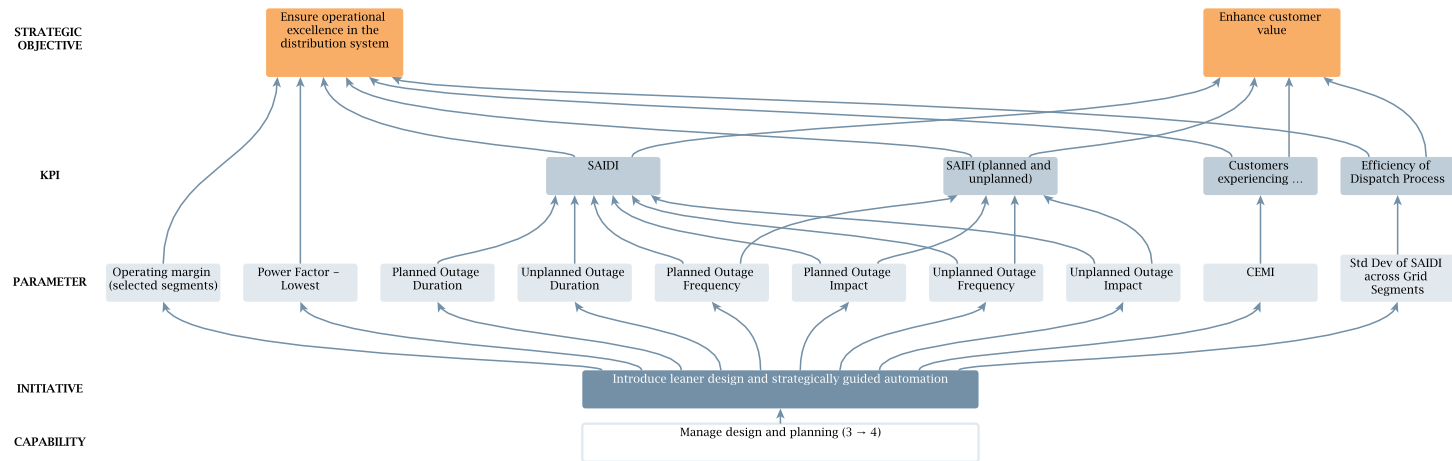 STRATEGIC
OBJECTIVE
Ensure operational
excellence in the
distribution system
Enhance customer
value
KPI
SAIDI
SAIFI (planned and
unplanned)
Customers
experiencing ...
Efficiency of
Dispatch Process
PARAMETER
Operating margin
(selected segments)
Power Factor –
Lowest
Planned Outage
Duration
Unplanned Outage
Duration
Planned Outage
Frequency
Planned Outage
Impact
Unplanned Outage
Frequency
Unplanned Outage
Impact
CEMI
Std Dev of SAIDI
across Grid
Segments
INITIATIVE
Introduce leaner design and strategically guided automation
CAPABILITY
Manage design and planning (3 → 4)